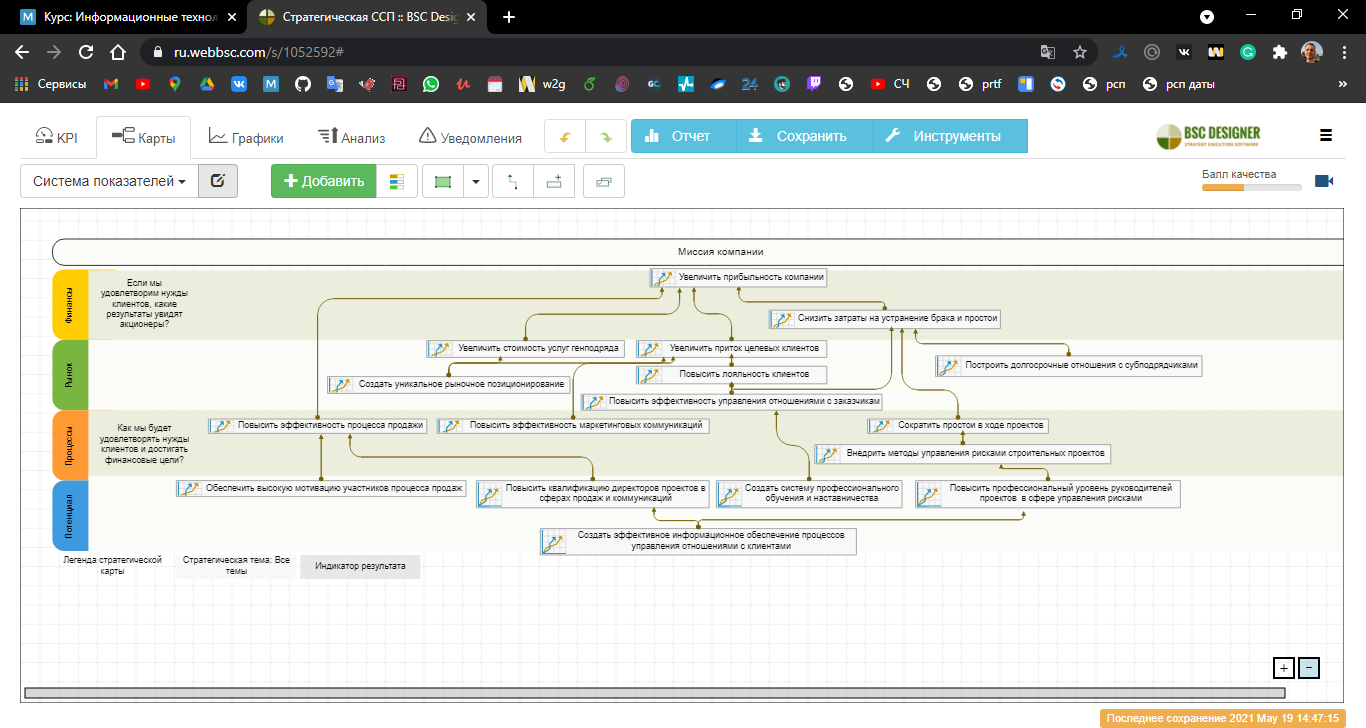 Курс: Информационные технол
Стратегическая ССП :: BSC Desig
ru.webbsc.com/s/1052592#
Сервисы
w2g
GC
24
СЧ
prtf
рсп
рсп даты
KPI
Карты
Графики
Анализ
Уведомления
Отчет
Сохранить
Инструменты
BSC DESIGNER
STRATEGY EXECUTION SOFTWARE
Система показателей
Добавить
Балл качества
Миссия компании
Финансы
Если мы
удовлетворим нужды
клиентов, какие
результаты увидят
акционеры?
Увеличить прибыльность компании
Снизить затраты на устранение брака и простои
Рынок
Увеличить стоимость услуг генподряда
Увеличить приток целевых клиентов
Построить долгосрочные отношения с субподрядчиками
Повысить лояльность клиентов
Создать уникальное рыночное позиционирование
Повысить эффективность управления отношениями с заказчикам
Процессы
Как мы будет
удовлетворять нужды
клиентов и достигать
финансовые цели?
Повысить эффективность процесса продажи
Повысить эффективность маркетинговых коммуникаций
Сократить простои в ходе проектов
Внедрить методы управления рисками строительных проектов
Потенциал
Обеспечить высокую мотивацию участников процесса продаж
Повысить квалификацию директоров проектов в
сферах продаж и коммуникаций
Создать систему профессионального
обучения и наставничества
Повысить профессиональный уровень руководителей
проектов в сфере управления рисками
Создать эффективное информационное обеспечение процессов
управления отношениями с клиентами
Легенда стратегической
карты
Стратегическая тема: Все
темы
Индикатор результата
Последнее сохранение 2021 May 19 14:47:15